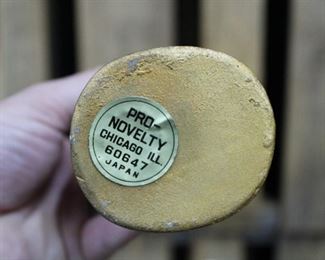 PRO-
NOVELTY
CHICAGO ILL.
60647
JAPAN